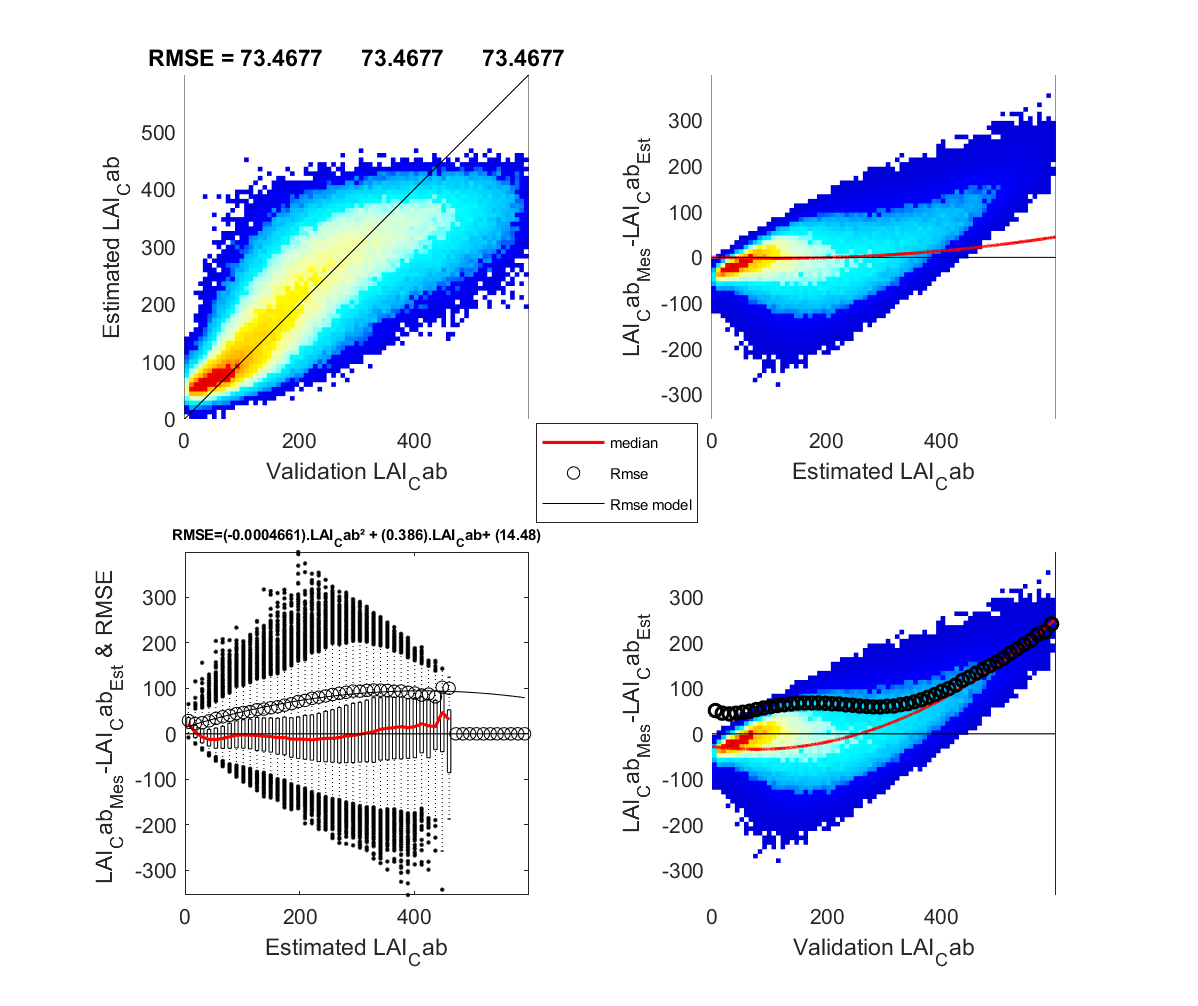 RMSE = 73.4677 73.4677 73.4677
Estimated LAI_Cab
500
400
300
200
100
0
0 200 400
Validation LAI_Cab
LAI_Cab_Mes-LAI_Cab_Est
300
200
100
0
-100
-200
-300
0 200 400
Estimated LAI_Cab
median
Rmse
Rmse model
RMSE=(-0.0004661).LAI_Cab² + (0.386).LAI_Cab+ (14.48)
LAI_Cab_Mes-LAI_Cab_Est & RMSE
300
200
100
0
-100
-200
-300
0 200 400
Estimated LAI_Cab
LAI_Cab_Mes-LAI_Cab_Est
300
200
100
0
-100
-200
-300
0 200 400
Validation LAI_Cab